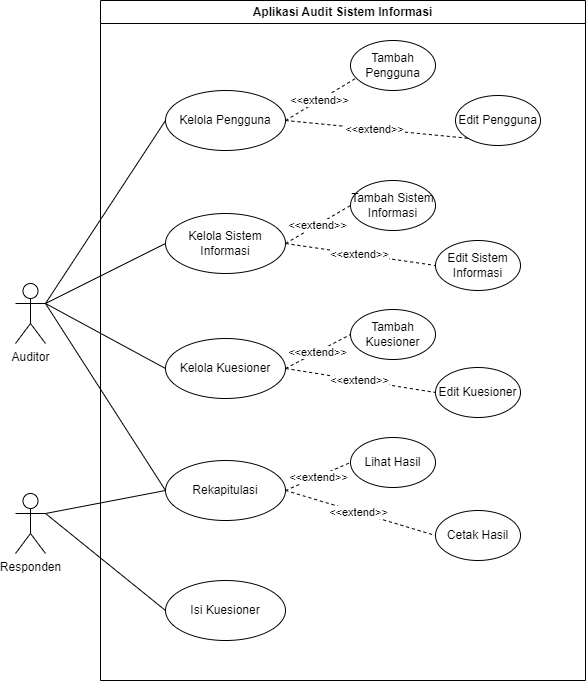 Aplikasi Audit Sistem Informasi
Tambah
Pengguna
<<extend>>
Kelola Pengguna
<<extend>>
Edit Pengguna
Tambah Sistem
Informasi
<<extend>>
Kelola Sistem
Informasi
<<extend>>
Edit Sistem
Informasi
Auditor
Tambah
Kuesioner
<<extend>>
Kelola Kuesioner
<<extend>>
Edit Kuesioner
Lihat Hasil
<<extend>>
Rekapitulasi
<<extend>>
Cetak Hasil
Responden
Isi Kuesioner